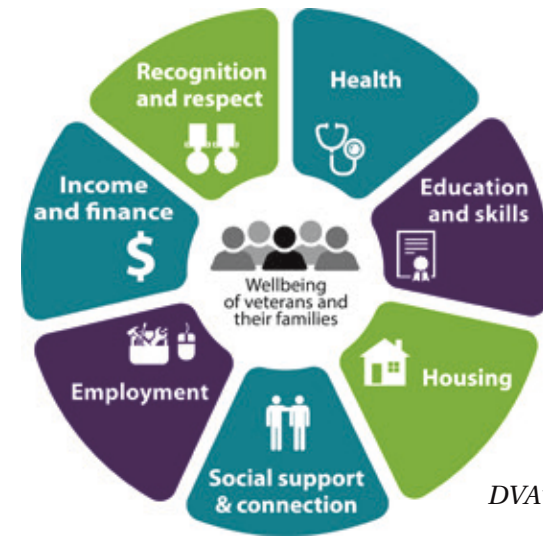 Recognition
and respect
Health
Income
and finance
$
Education
and skills
Wellbeing
of veterans and
their families
Employment
Housing
Social support
& connection
DVA